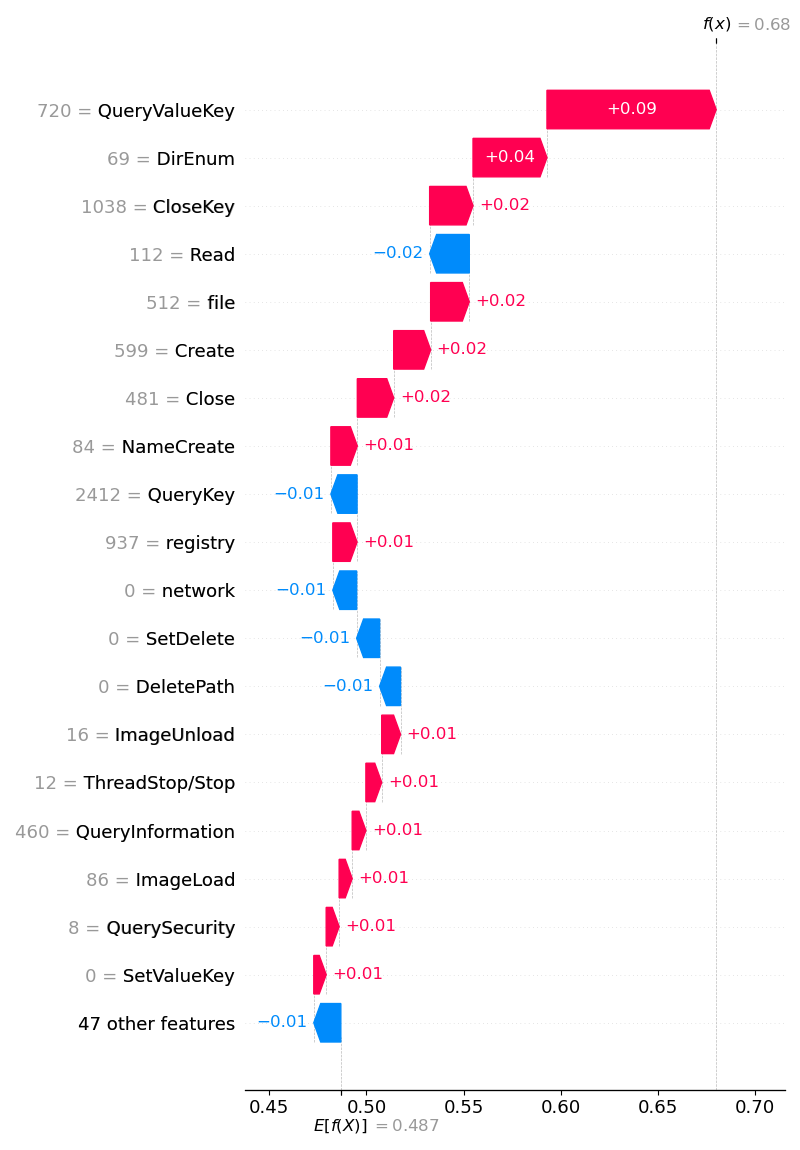 f(x) = 0.68
720 = QueryValueKey
+0.09
69 = DirEnum
+0.04
1038 = CloseKey
+0.02
112 = Read
−0.02
512 = file
+0.02
599 = Create
+0.02
481 = Close
+0.02
84 = NameCreate
+0.01
2412 = QueryKey
−0.01
937 = registry
+0.01
0 = network
−0.01
0 = SetDelete
−0.01
0 = DeletePath
−0.01
16 = ImageUnload
+0.01
12 = ThreadStop/Stop
+0.01
460 = QueryInformation
+0.01
86 = ImageLoad
+0.01
8 = QuerySecurity
+0.01
0 = SetValueKey
+0.01
47 other features
−0.01
0.45 0.50 0.55 0.60 0.65 0.70
E[f(X)] = 0.487